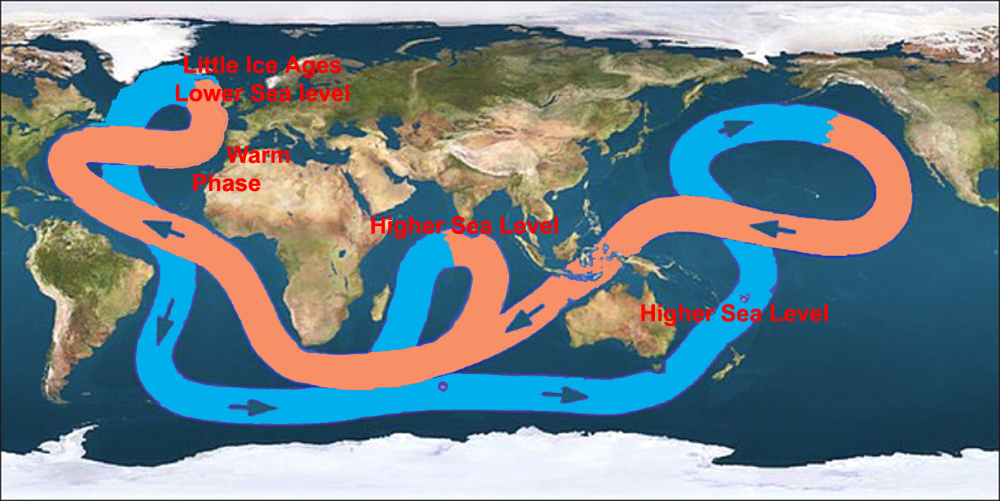 Little Ice Ages
Lower Sea level
Warm
Phase
Higher Sea Level
Higher Sea Level